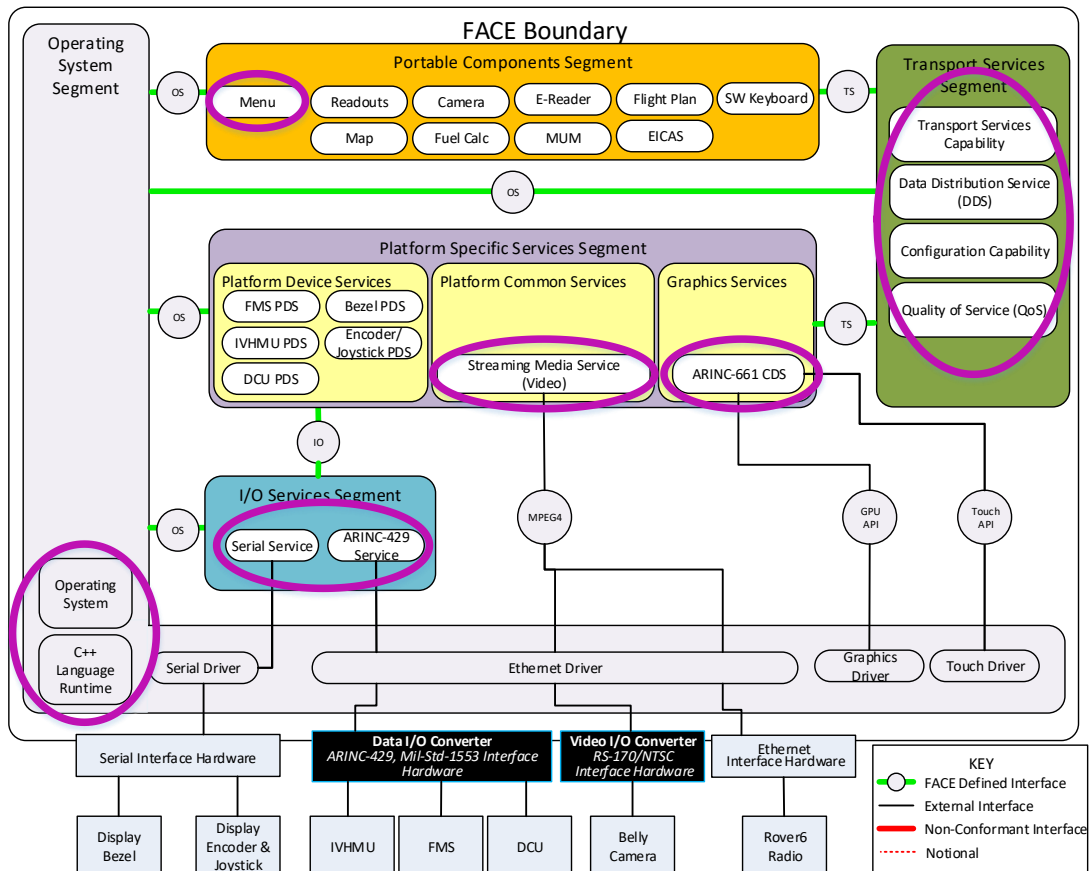 FACE Boundary
Operating
System
Segment
Portable Components Segment
Menu
Readouts
Camera
E-Reader
Flight Plan
SW Keyboard
Map
Fuel Calc
MUM
EICAS
OS
TS
Transport Services
Segment
Transport Services
Capability
Data Distribution Service
(DDS)
Configuration Capability
Quality of Service (QoS)
OS
Platform Specific Services Segment
Platform Device Services
FMS PDS
Bezel PDS
IVHMU PDS
Encoder/
Joystick PDS
DCU PDS
Platform Common Services
Streaming Media Service
(Video)
Graphics Services
ARINC-661 CDS
OS
TS
IO
I/O Services Segment
Serial Service
ARINC-429
Service
OS
MPEG4
GPU
API
Touch
API
Operating
System
C++
Language
Runtime
Serial Driver
Ethernet Driver
Graphics
Driver
Touch Driver
Serial Interface Hardware
Data I/O Converter
ARINC-429, Mil-Std-1553 Interface
Hardware
Video I/O Converter
RS-170/NTSC
Interface Hardware
Ethernet
Interface Hardware
Display
Bezel
Display
Encoder &
Joystick
IVHMU
FMS
DCU
Belly
Camera
Rover6
Radio
KEY
FACE Defined Interface
External Interface
Non-Conformant Interface
Notional